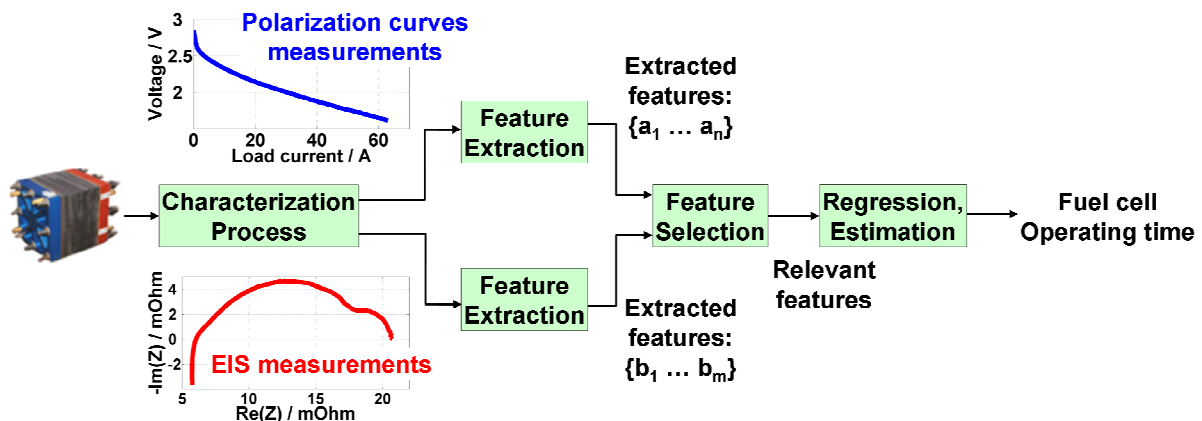 3
2.5
2
Voltage / V
Polarization curves
measurements
0
20
40
60
Load current / A
Characterization
Process
4
2
0
-2
-Im(Z) / mOhm
EIS measurements
5
10
15
20
Re(Z) / mOhm
Feature
Extraction
Feature
Extraction
Extracted
features:
{a1 … an}
Feature
Selection
Extracted
features:
{b1 … bm}
Relevant
features
Regression,
Estimation
Fuel cell
Operating time